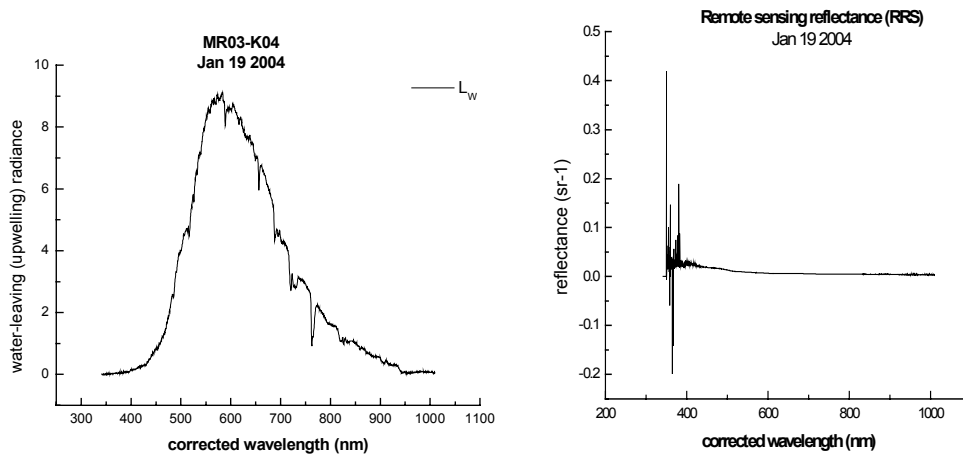 MR03-K04
Jan 19 2004
L_W
10
8
6
4
2
0
water-leaving (upwelling) radiance
300 400 500 600 700 800 900 1000 1100
corrected wavelength (nm)
Remote sensing reflectance (RRS)
Jan 19 2004
0.5
0.4
0.3
0.2
0.1
0.0
-0.1
-0.2
reflectance (sr-1)
200 400 600 800 1000
corrected wavelength (nm)